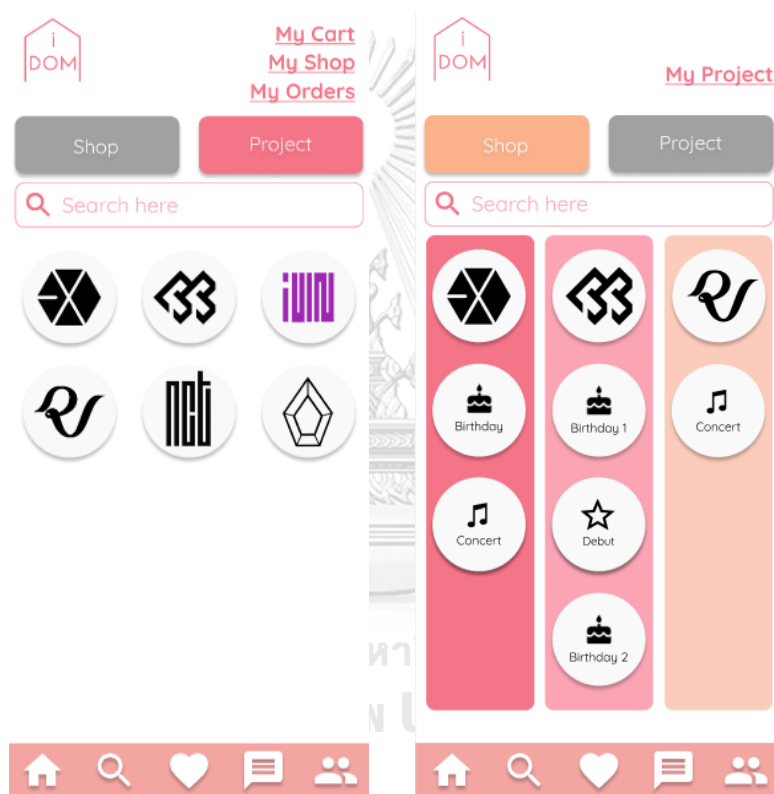 i
DOM
My Cart
My Shop
My Orders
Shop
Project
Search here
nct
i
DOM
My Project
Shop
Project
Search here
Birthday
Birthday 1
Concert
Concert
Debut
Birthday 2